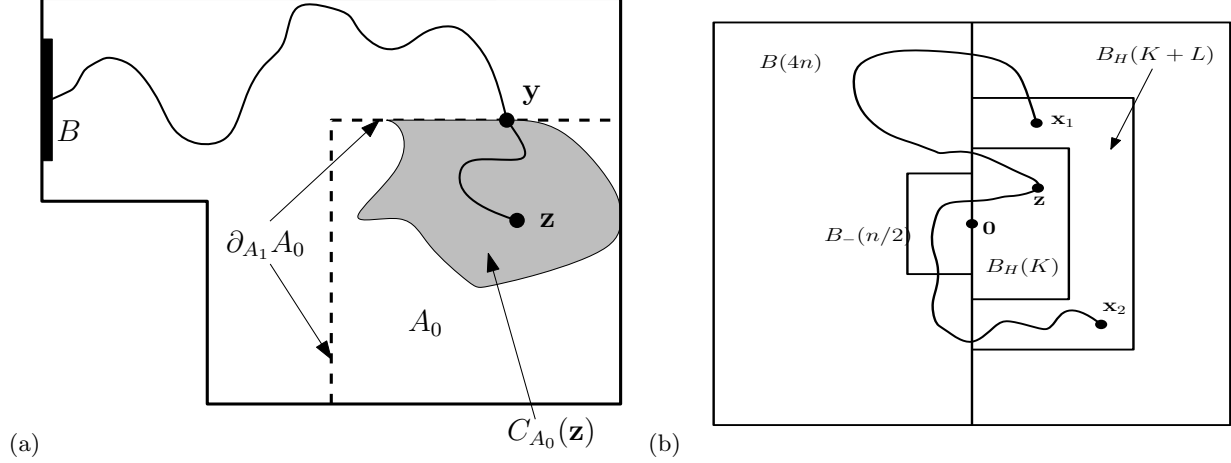 B
y
z
∂_{A_1}A_0
A_0
C_{A_0}(z)
(a)
B(4n)
B_H(K + L)
x_1
z
B_−(n/2)
0
B_H(K)
x_2
(b)